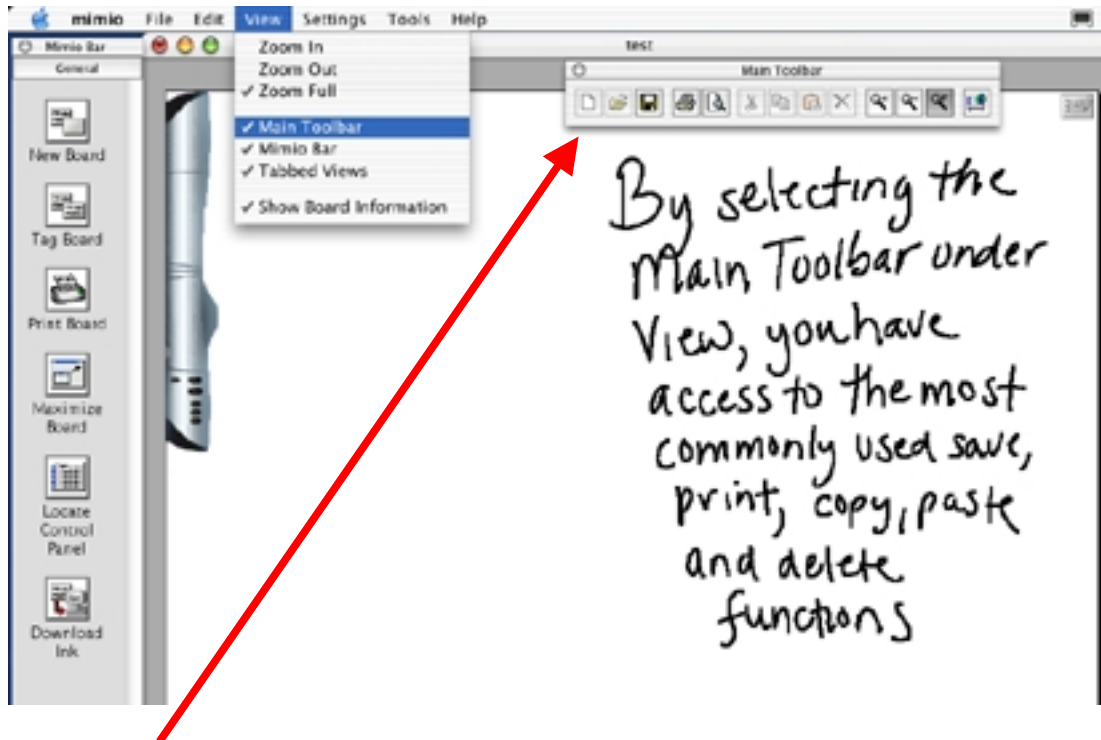 mimio File Edit View Settings Tools Help
Mimio Bar
test
General
Zoom In
Zoom Out
✓ Zoom Full
✓ Main Toolbar
✓ Mimio Bar
✓ Tabbed Views
✓ Show Board Information
Main Toolbar
New Board
Tag Board
Print Board
Maximize
Board
Locate
Control
Panel
Download
Ink
By selecting the
Main Toolbar under
View, you have
access to the most
commonly used save,
print, copy, paste
and delete
functions